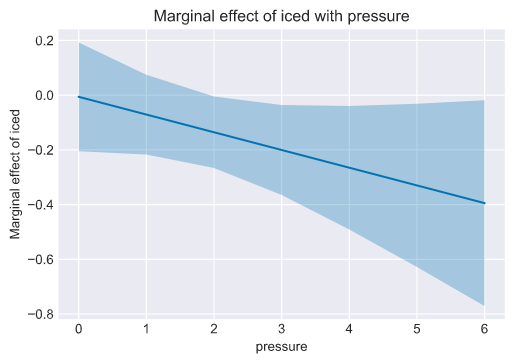 Marginal effect of iced with pressure
0.2
0.0
−0.2
−0.4
−0.6
−0.8
Marginal effect of iced
0 1 2 3 4 5 6
pressure